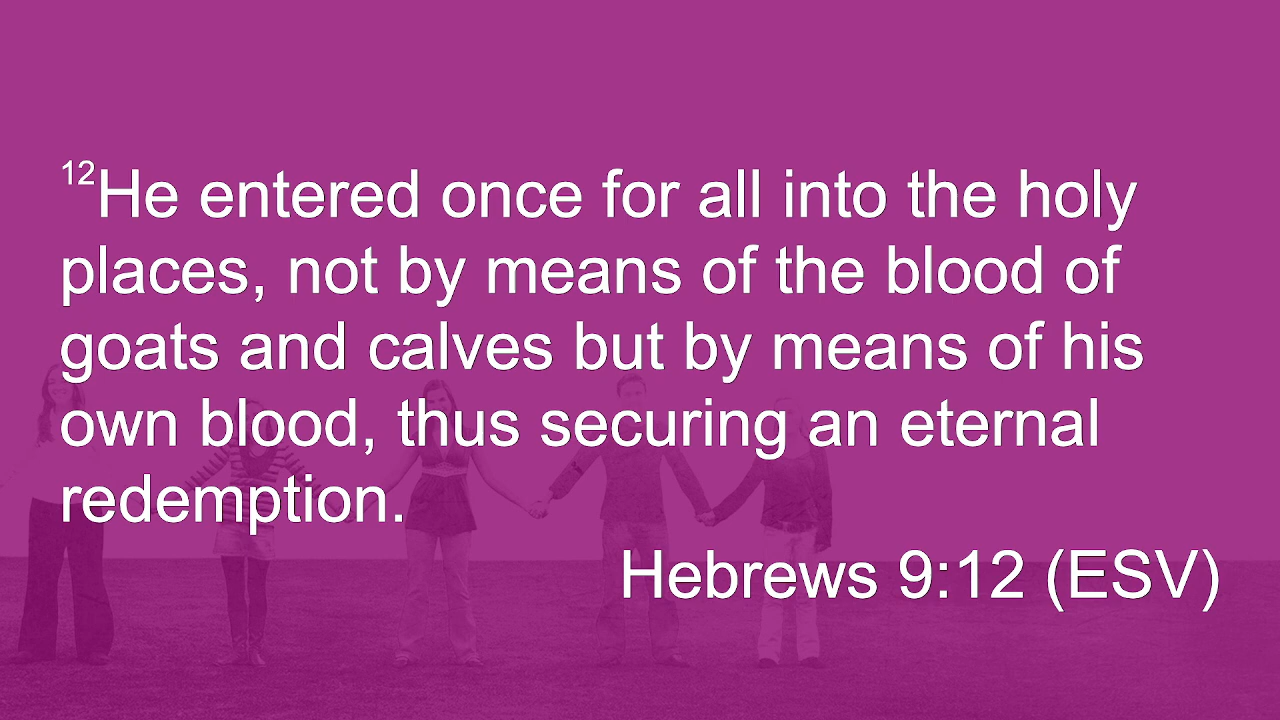 12He entered once for all into the holy
places, not by means of the blood of
goats and calves but by means of his
own blood, thus securing an eternal
redemption.
Hebrews 9:12 (ESV)